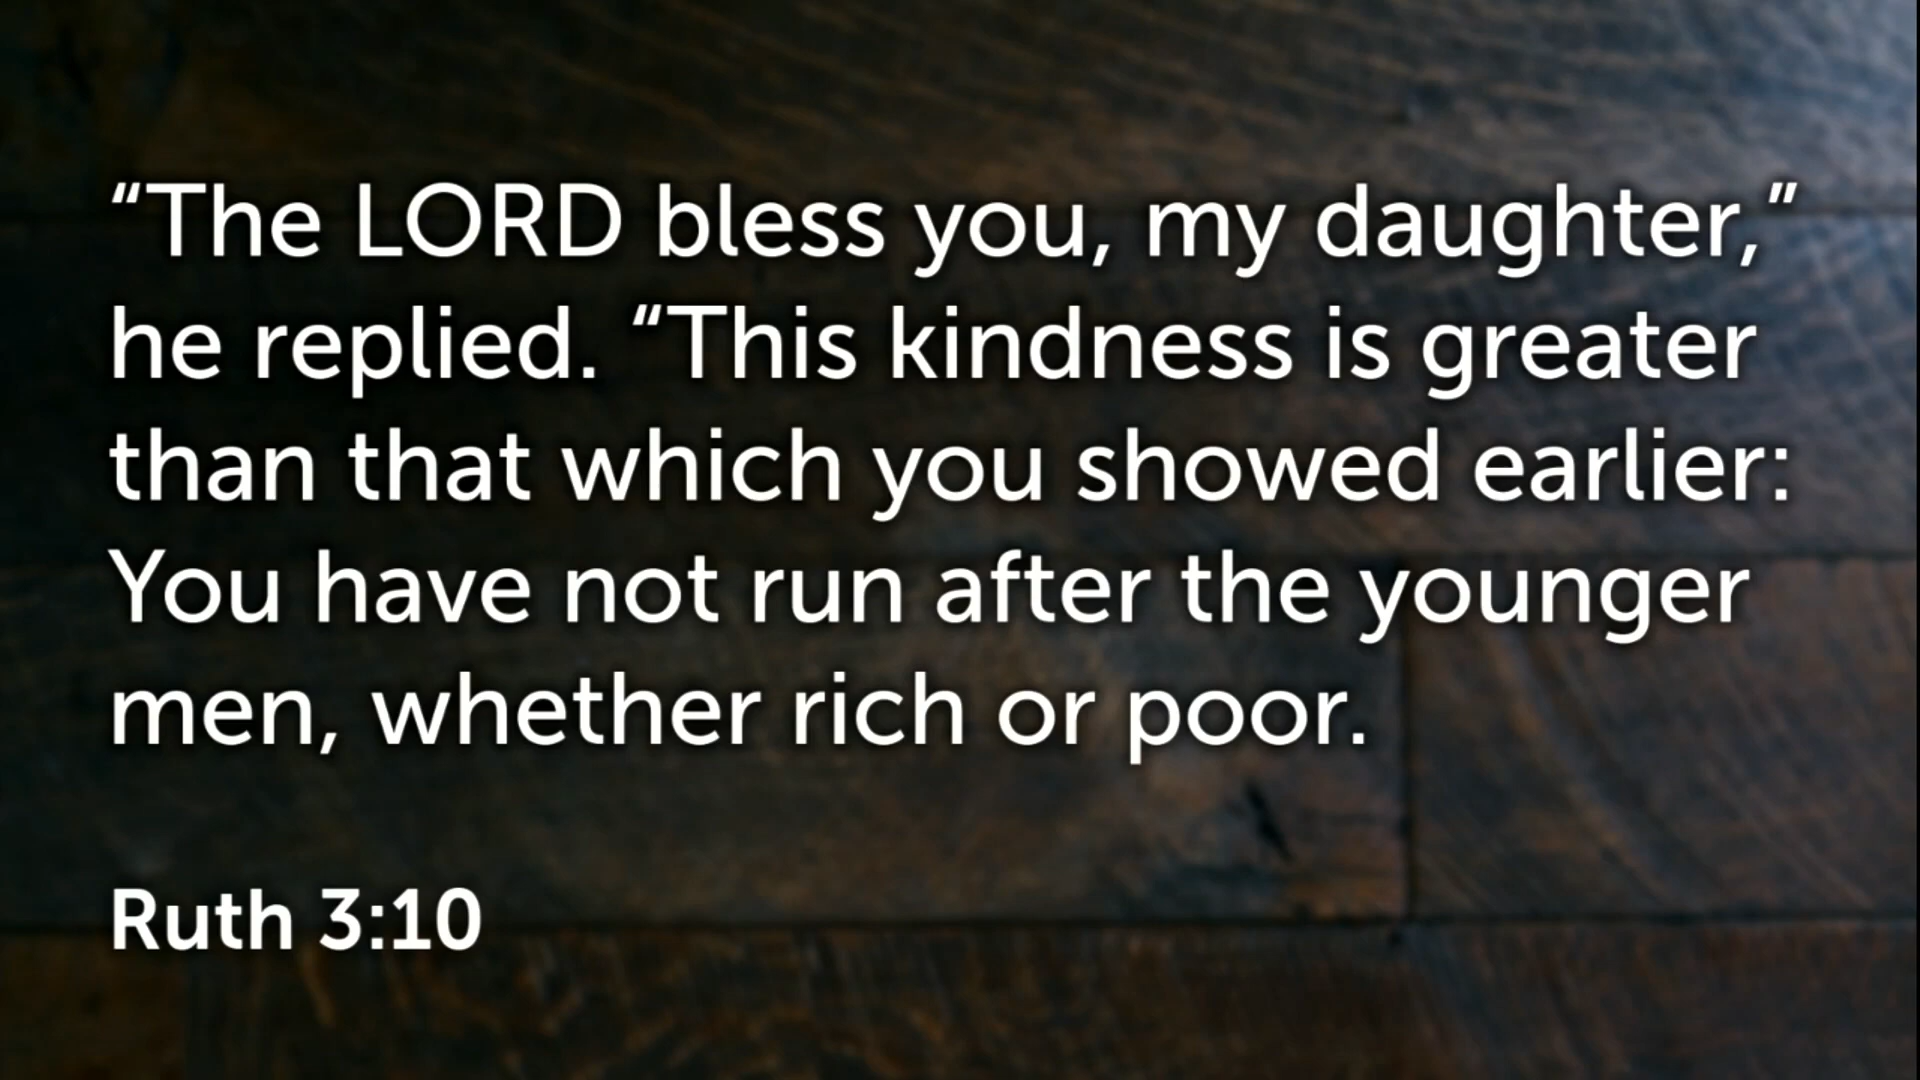 “The LORD bless you, my daughter,”
he replied. “This kindness is greater
than that which you showed earlier:
You have not run after the younger
men, whether rich or poor.
Ruth 3:10